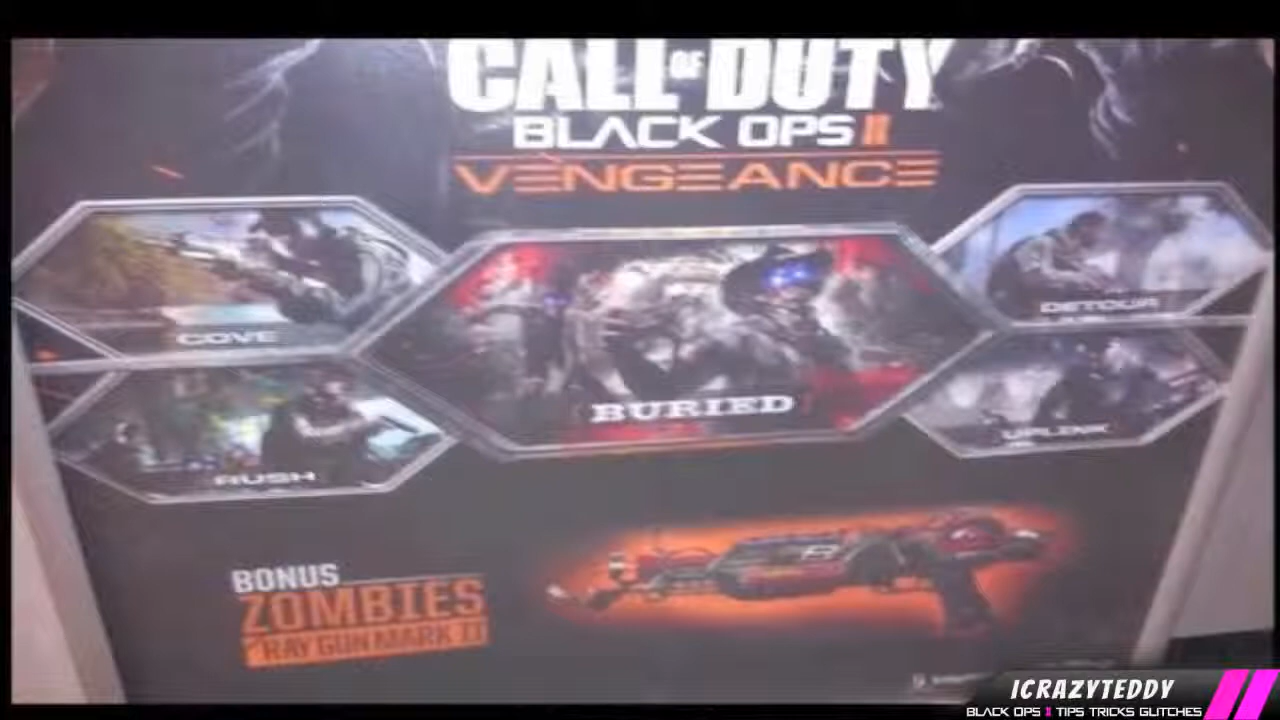 CALL OF DUTY
BLACK OPS II
VENGEANCE
COVE
DETOUR
BURIED
RUSH
UPLINK
BONUS
ZOMBIES
RAY GUN MARK II
ICRAZYTEDDY
BLACK OPS II TIPS TRICKS GLITCHES